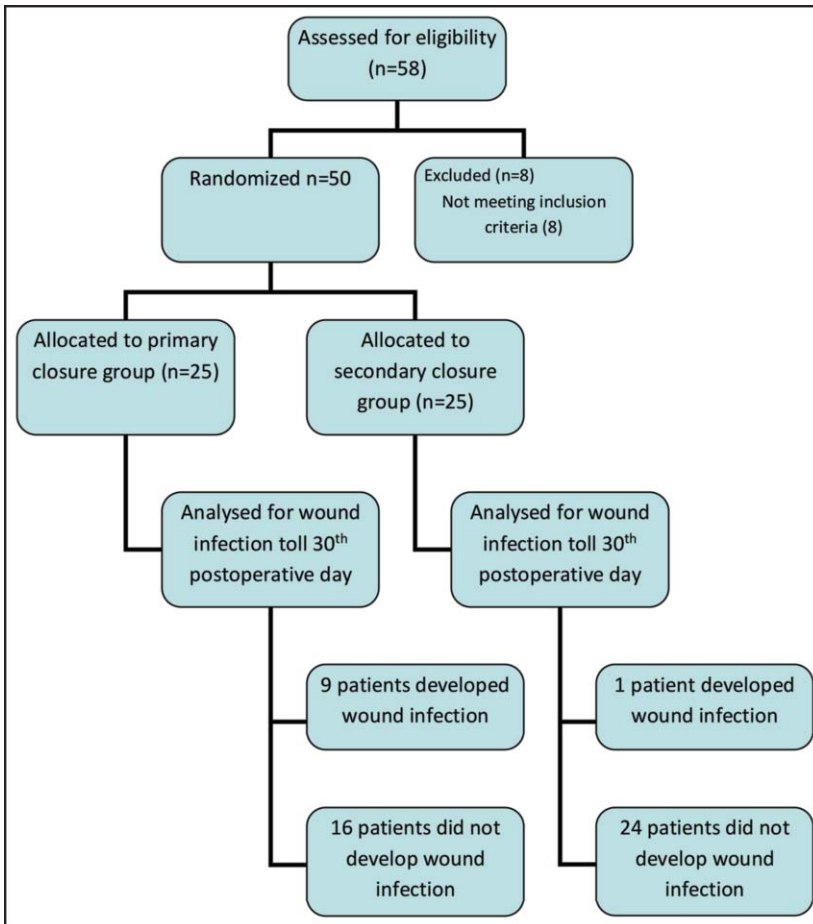 Assessed for eligibility
(n=58)
Randomized n=50
Excluded (n=8)
Not meeting inclusion
criteria (8)
Allocated to primary
closure group (n=25)
Allocated to
secondary closure
group (n=25)
Analysed for wound
infection toll 30th
postoperative day
Analysed for wound
infection toll 30th
postoperative day
9 patients developed
wound infection
1 patient developed
wound infection
16 patients did not
develop wound
infection
24 patients did not
develop wound
infection